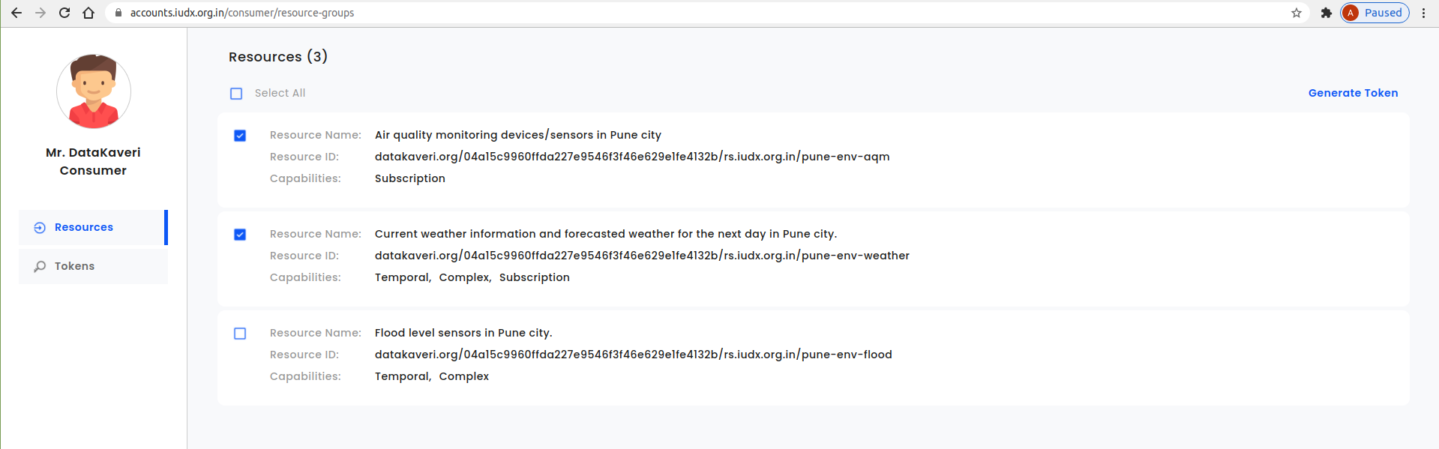 accounts.iudx.org.in/consumer/resource-groups
A Paused
Mr. DataKaveri
Consumer
Resources
Tokens
Resources (3)
Select All
Generate Token
Resource Name: Air quality monitoring devices/sensors in Pune city
Resource ID: datakaveri.org/04a15c9960ffda227e9546f3f46e629e1fe4132b/rs.iudx.org.in/pune-env-aqm
Capabilities: Subscription
Resource Name: Current weather information and forecasted weather for the next day in Pune city.
Resource ID: datakaveri.org/04a15c9960ffda227e9546f3f46e629e1fe4132b/rs.iudx.org.in/pune-env-weather
Capabilities: Temporal, Complex, Subscription
Resource Name: Flood level sensors in Pune city.
Resource ID: datakaveri.org/04a15c9960ffda227e9546f3f46e629e1fe4132b/rs.iudx.org.in/pune-env-flood
Capabilities: Temporal, Complex